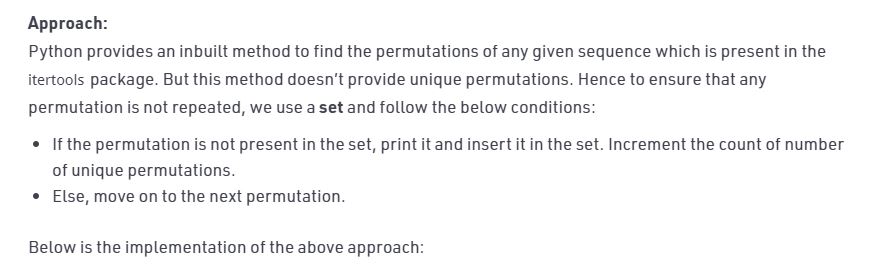 Approach:
Python provides an inbuilt method to find the permutations of any given sequence which is present in the
itertools package. But this method doesn’t provide unique permutations. Hence to ensure that any
permutation is not repeated, we use a set and follow the below conditions:
• If the permutation is not present in the set, print it and insert it in the set. Increment the count of number
of unique permutations.
• Else, move on to the next permutation.
Below is the implementation of the above approach: